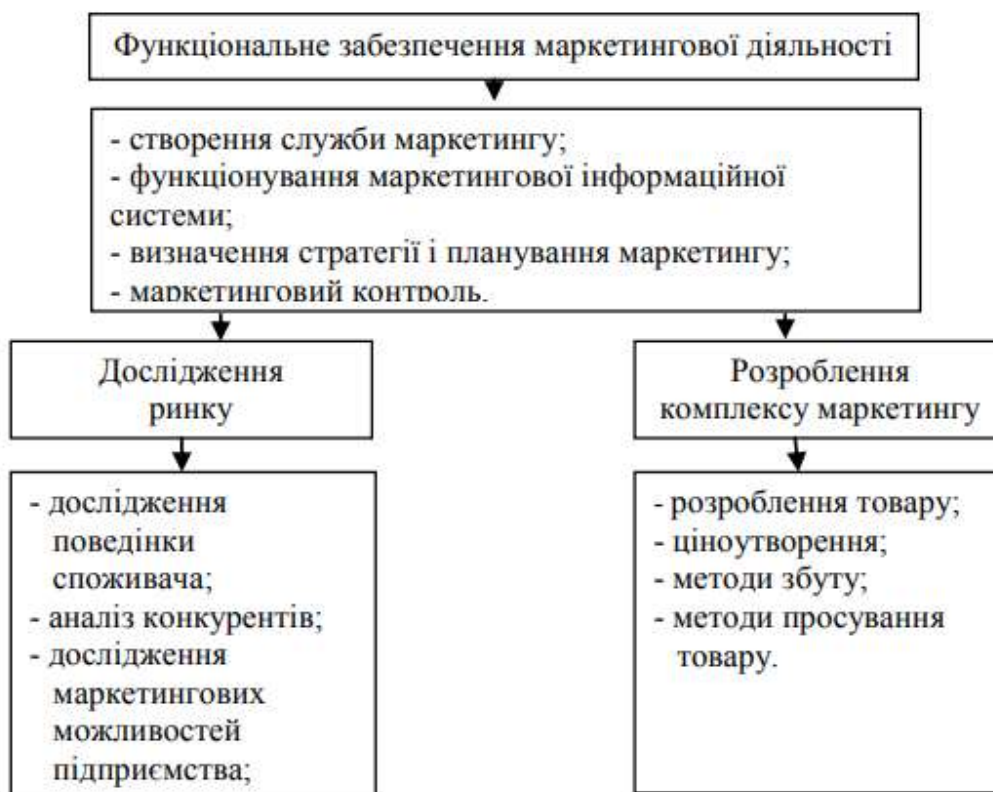 Функціональне забезпечення маркетингової діяльності
- створення служби маркетингу;
- функціонування маркетингової інформаційної
системи;
- визначення стратегії і планування маркетингу;
- маркетинговий контроль.
Дослідження
ринку
Розроблення
комплексу маркетингу
- дослідження
поведінки
споживача;
- аналіз конкурентів;
- дослідження
маркетингових
можливостей
підприємства;
- розроблення товару;
- ціноутворення;
- методи збуту;
- методи просування
товару.